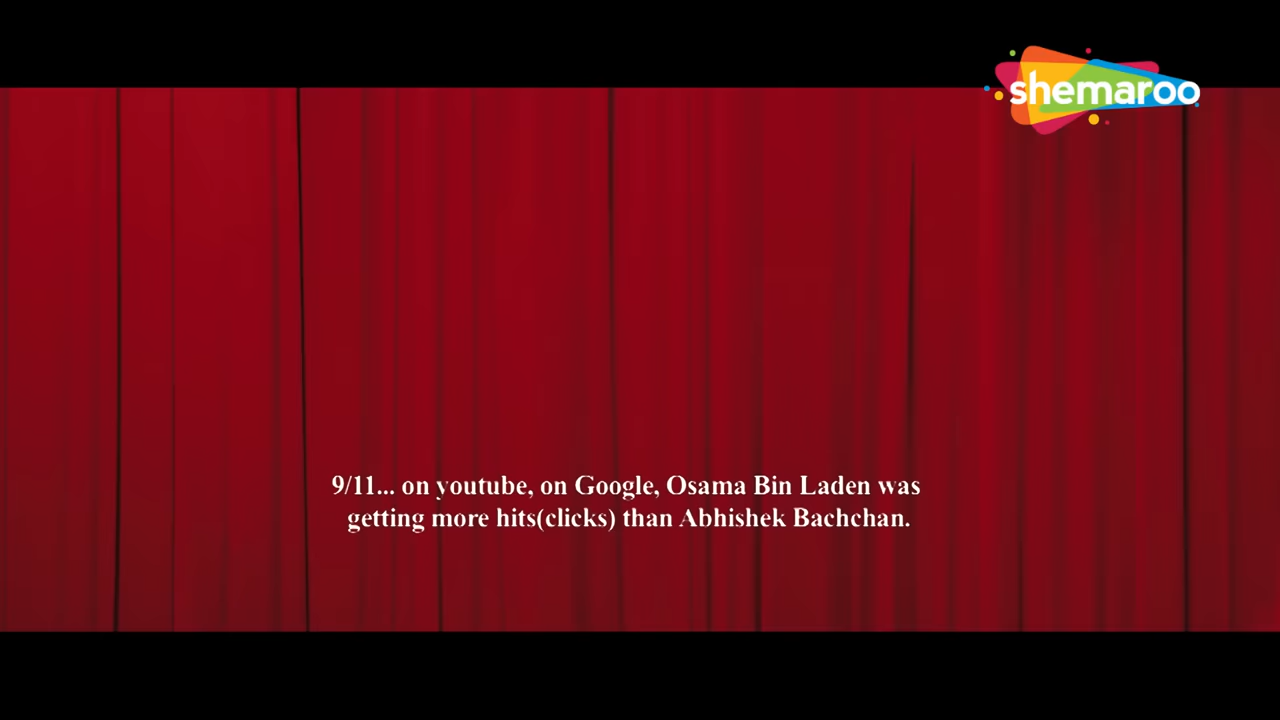 shemaroo
9/11... on youtube, on Google, Osama Bin Laden was
getting more hits(clicks) than Abhishek Bachchan.